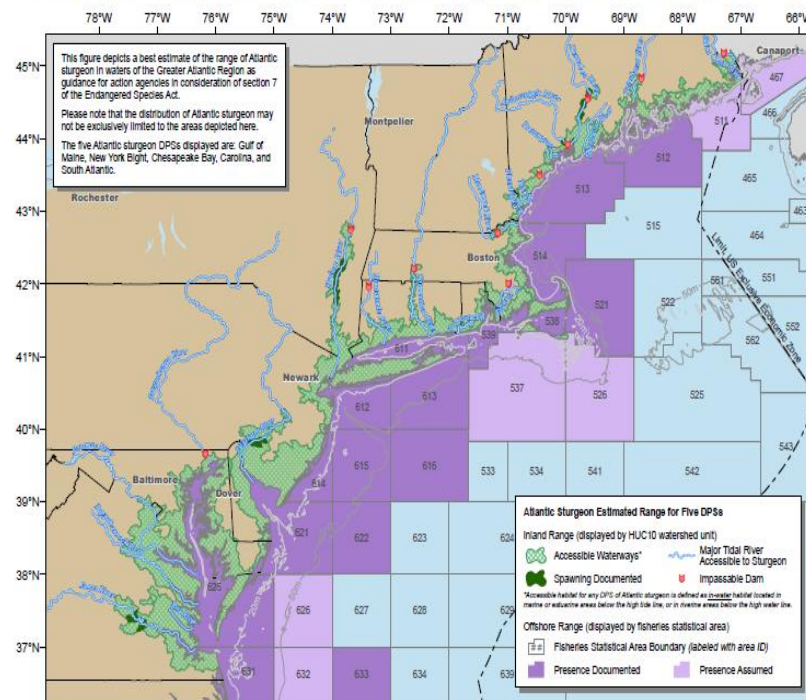 79°W 78°W 77°W 76°W 75°W 74°W 73°W 72°W 71°W 70°W 69°W 68°W 67°W
45°N
44°N
43°N
42°N
41°N
40°N
39°N
38°N
37°N
This figure depicts a best estimate of the range of Atlantic
sturgeon in waters of the Greater Atlantic Region as
guidance for action agencies in consideration of section 7
of the Endangered Species Act.
Please note that the distribution of Atlantic sturgeon may
not be exclusively limited to the areas depicted here.
The five Atlantic sturgeon DPSs displayed are: Gulf of
Maine, New York Bight, Chesapeake Bay, Carolina, and
South Atlantic.
Canaport
Montpelier
Rochester
Boston
Newark
Baltimore
Dover
467
511
466
512
465
513
463
515
464
514
551
561
521
522
552
562
538
539
611
537
526
525
612
613
543
615
616
533
534
541
542
614
621
622
623
624
625
626
627
628
629
631
632
633
634
639
50m
Limit, US Exclusive Economic Zone
Atlantic Sturgeon Estimated Range for Five DPSs
Inland Range (displayed by HUC10 watershed unit)
Accessible Waterways*
Major Tidal River
Accessible to Sturgeon
Spawning Documented
Impassable Dam
*Accessible habitat for any DPS of Atlantic sturgeon is defined as in-water habitat located in
marine or estuarine areas below the high tide line, or in riverine areas below the high water line.
Offshore Range (displayed by fisheries statistical area)
## Fisheries Statistical Area Boundary (labeled with area ID)
Presence Documented
Presence Assumed